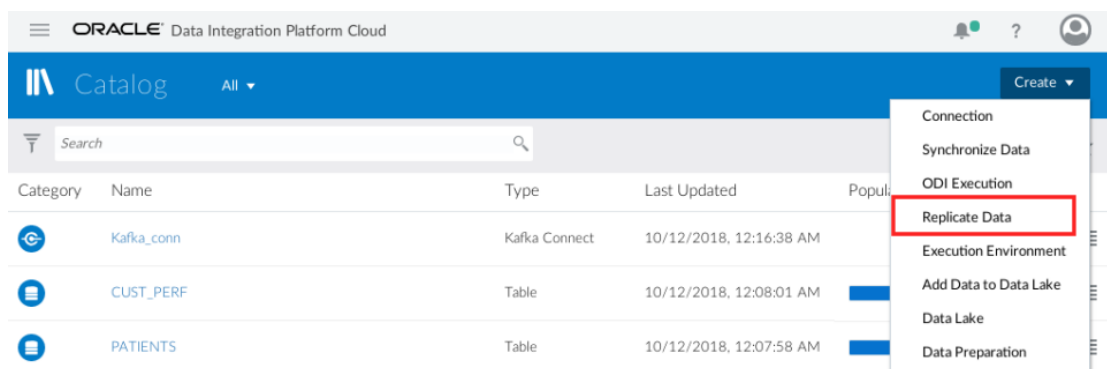 ORACLE Data Integration Platform Cloud ?
Catalog All Create
Connection
Search Synchronize Data
Category Name Type Last Updated ODI Execution
Replicate Data
Kafka_conn Kafka Connect 10/12/2018, 12:16:38 AM
Execution Environment
CUST_PERF Table 10/12/2018, 12:08:01 AM Add Data to Data Lake
Data Lake
PATIENTS Table 10/12/2018, 12:07:58 AM Data Preparation